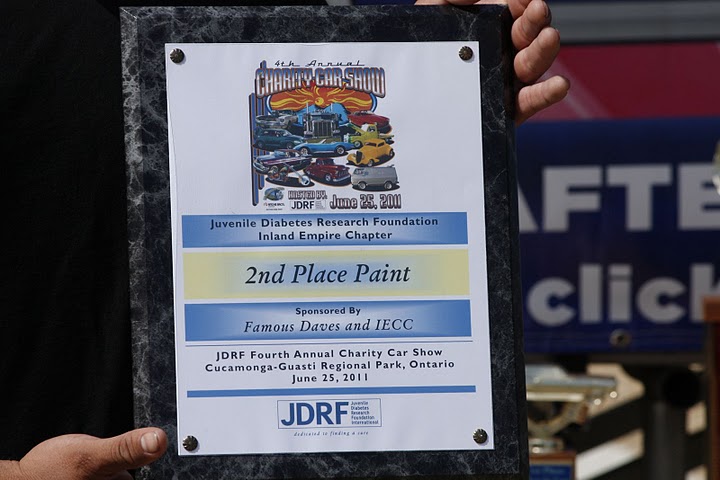 4th Annual
CHARITY CAR SHOW
HOSTED BY:
JDRF
June 25, 2011
Juvenile Diabetes Research Foundation
Inland Empire Chapter
2nd Place Paint
Sponsored By
Famous Daves and IECC
JDRF Fourth Annual Charity Car Show
Cucamonga-Guasti Regional Park, Ontario
June 25, 2011
JDRF
Juvenile
Diabetes
Research
Foundation
International
dedicated to finding a cure
AFTE
click